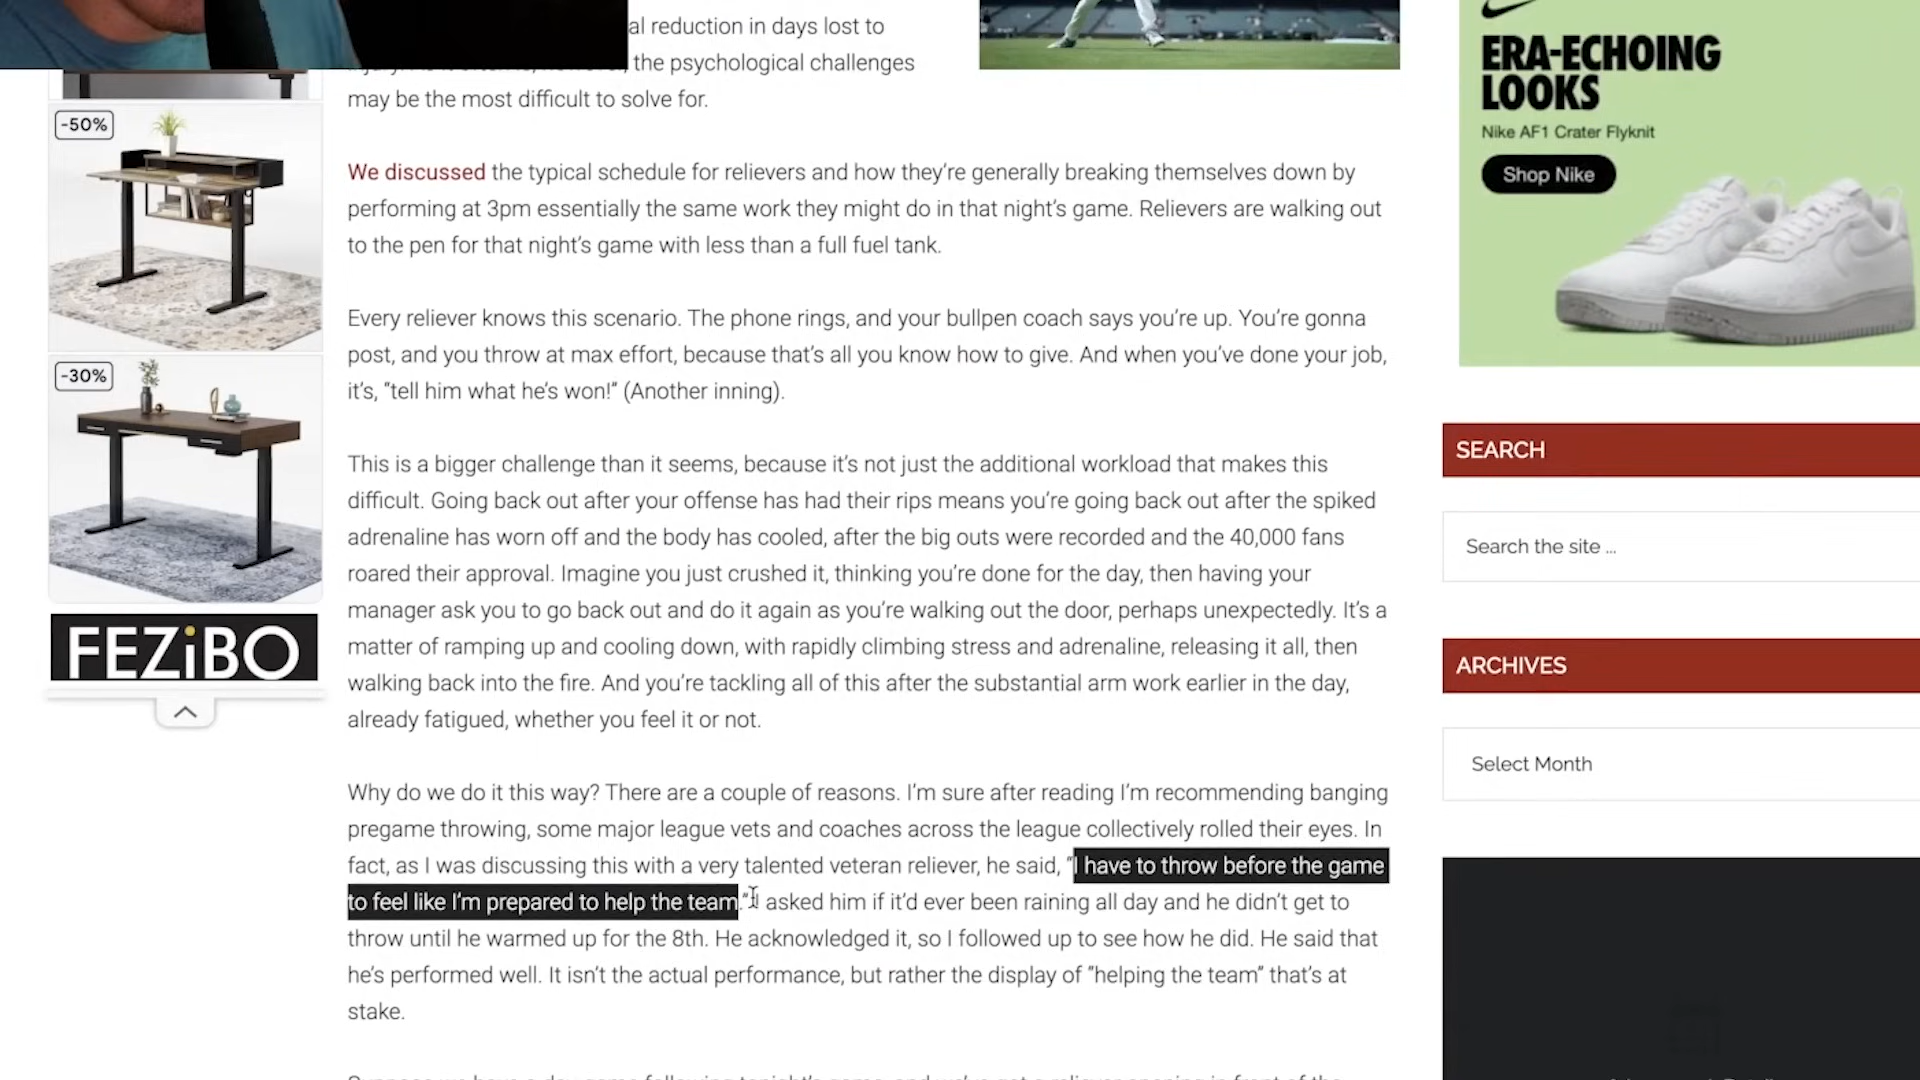 al reduction in days lost to
the psychological challenges
may be the most difficult to solve for.
We discussed the typical schedule for relievers and how they’re generally breaking themselves down by
performing at 3pm essentially the same work they might do in that night’s game. Relievers are walking out
to the pen for that night’s game with less than a full fuel tank.
Every reliever knows this scenario. The phone rings, and your bullpen coach says you’re up. You’re gonna
post, and you throw at max effort, because that’s all you know how to give. And when you’ve done your job,
it’s, “tell him what he’s won!” (Another inning).
This is a bigger challenge than it seems, because it’s not just the additional workload that makes this
difficult. Going back out after your offense has had their rips means you’re going back out after the spiked
adrenaline has worn off and the body has cooled, after the big outs were recorded and the 40,000 fans
roared their approval. Imagine you just crushed it, thinking you’re done for the day, then having your
manager ask you to go back out and do it again as you’re walking out the door, perhaps unexpectedly. It’s a
matter of ramping up and cooling down, with rapidly climbing stress and adrenaline, releasing it all, then
walking back into the fire. And you’re tackling all of this after the substantial arm work earlier in the day,
already fatigued, whether you feel it or not.
Why do we do it this way? There are a couple of reasons. I’m sure after reading I’m recommending banging
pregame throwing, some major league vets and coaches across the league collectively rolled their eyes. In
fact, as I was discussing this with a very talented veteran reliever, he said, “I have to throw before the game
to feel like I’m prepared to help the team.” I asked him if it’d ever been raining all day and he didn’t get to
throw until he warmed up for the 8th. He acknowledged it, so I followed up to see how he did. He said that
he’s performed well. It isn’t the actual performance, but rather the display of “helping the team” that’s at
stake.
-50%
-30%
FEZiBO
ERA-ECHOING
LOOKS
Nike AF1 Crater Flyknit
Shop Nike
SEARCH
Search the site ...
ARCHIVES
Select Month